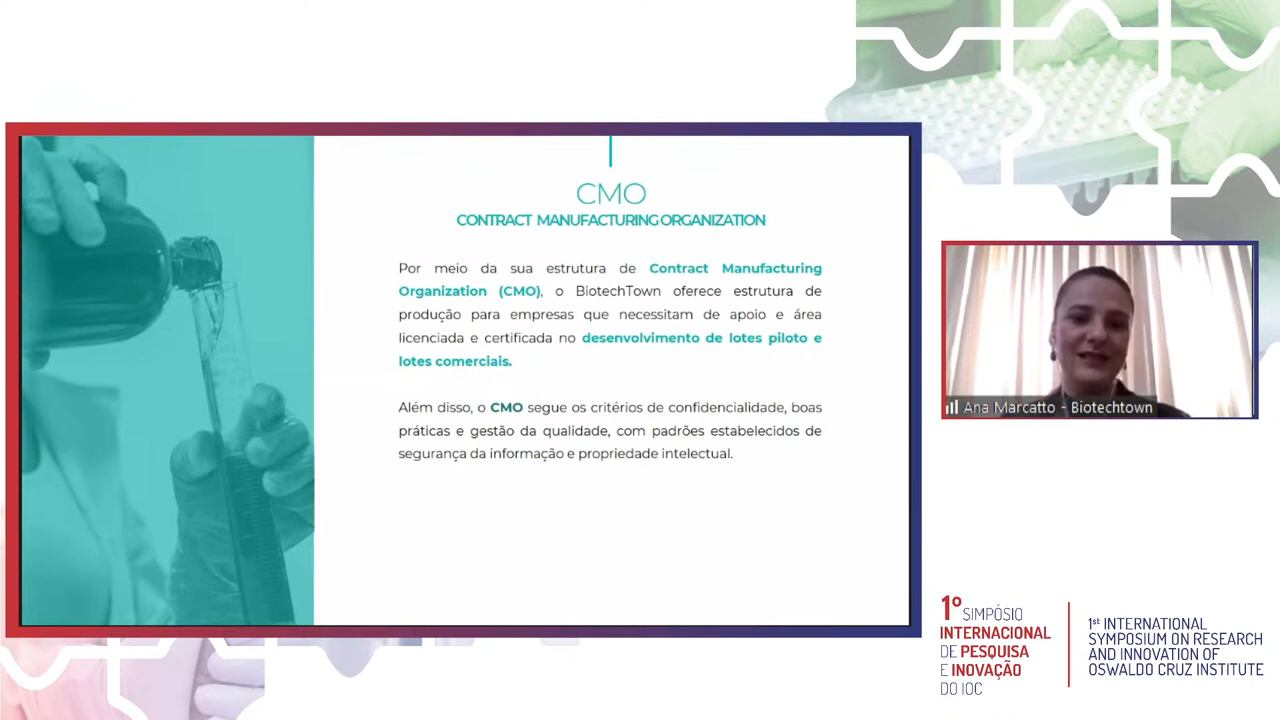 CMO
CONTRACT MANUFACTURING ORGANIZATION
Por meio da sua estrutura de Contract Manufacturing
Organization (CMO), o BiotechTown oferece estrutura de
produção para empresas que necessitam de apoio e área
licenciada e certificada no desenvolvimento de lotes piloto e
lotes comerciais.
Além disso, o CMO segue os critérios de confidencialidade, boas
práticas e gestão da qualidade, com padrões estabelecidos de
segurança da informação e propriedade intelectual.
Ana Marcatto - Biotechtown
1º SIMPÓSIO
INTERNACIONAL
DE PESQUISA
E INOVAÇÃO
DO IOC
1st INTERNATIONAL
SYMPOSIUM ON RESEARCH
AND INNOVATION OF
OSWALDO CRUZ INSTITUTE